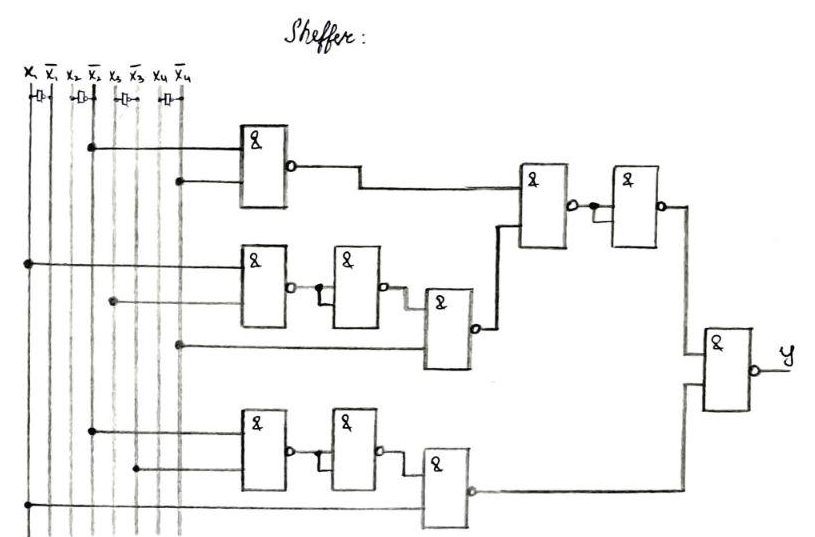 Sheffer:
x₁ x̄₁ x₂ x̄₂ x₃ x̄₃ x₄ x̄₄
&
& &
& &
&
y
&
& &
&